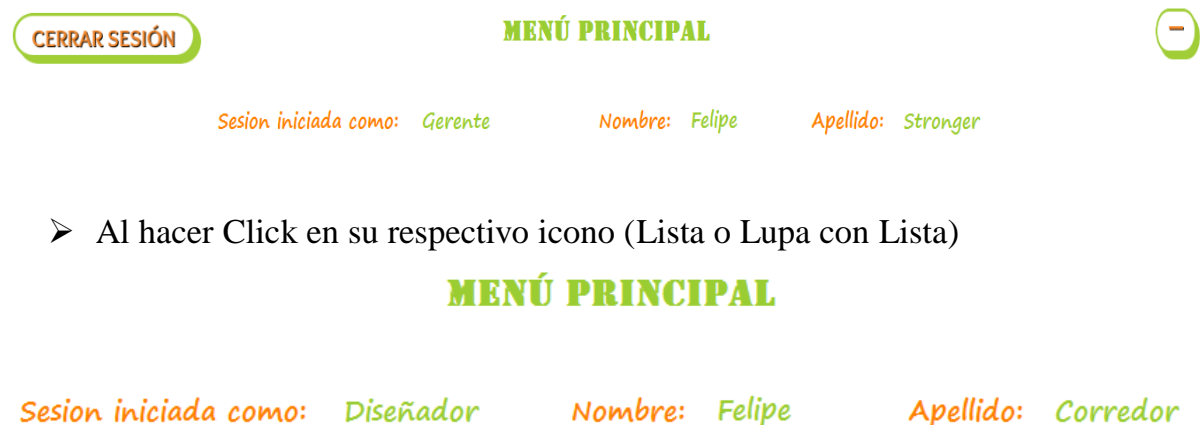 CERRAR SESIÓN MENÚ PRINCIPAL -
Sesion iniciada como: Gerente Nombre: Felipe Apellido: Stronger
➢ Al hacer Click en su respectivo icono (Lista o Lupa con Lista)
MENÚ PRINCIPAL
Sesion iniciada como: Diseñador Nombre: Felipe Apellido: Corredor